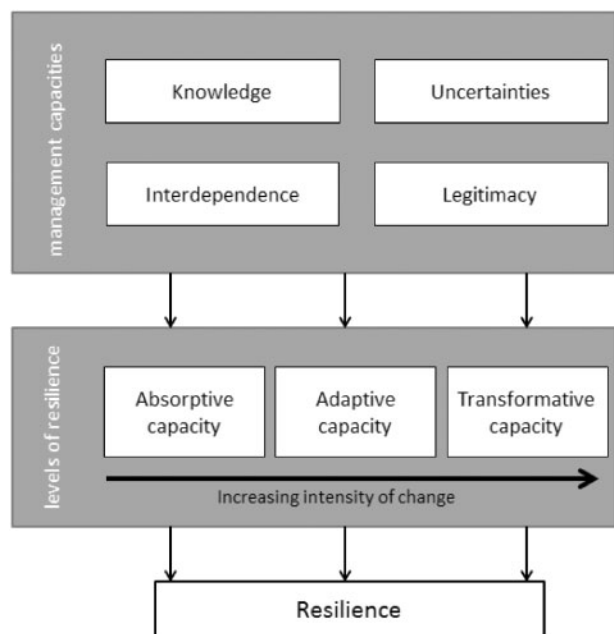 management capacities
Knowledge
Uncertainties
Interdependence
Legitimacy
levels of resilience
Absorptive
capacity
Adaptive
capacity
Transformative
capacity
Increasing intensity of change
Resilience